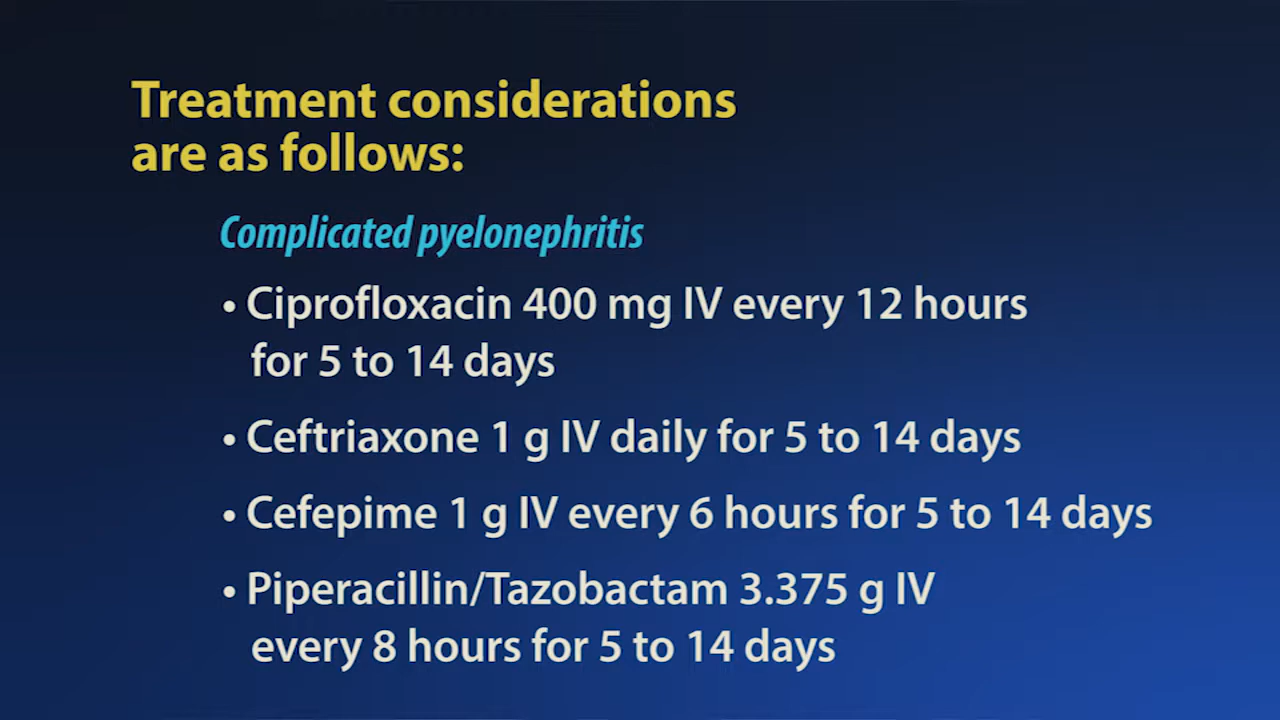 Treatment considerations
are as follows:
Complicated pyelonephritis
• Ciprofloxacin 400 mg IV every 12 hours
for 5 to 14 days
• Ceftriaxone 1 g IV daily for 5 to 14 days
• Cefepime 1 g IV every 6 hours for 5 to 14 days
• Piperacillin/Tazobactam 3.375 g IV
every 8 hours for 5 to 14 days